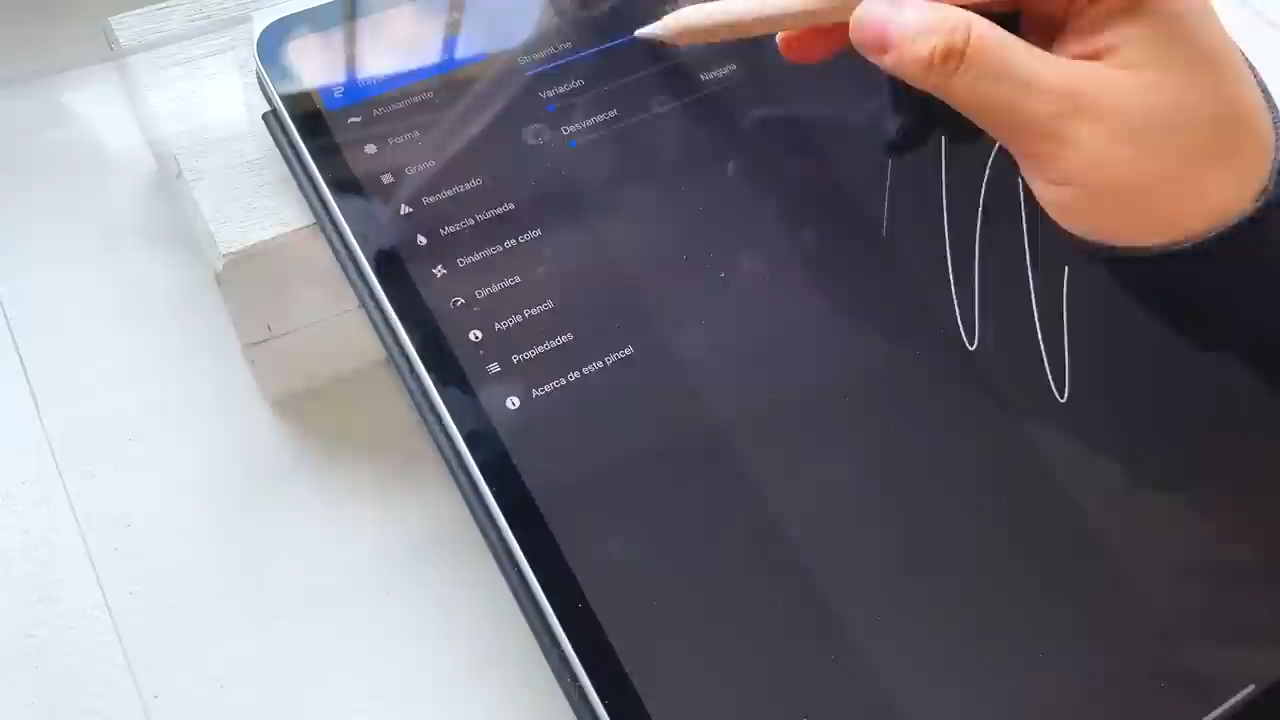 StreamLine
Variación
Ninguna
Desvanecer
Ahusamiento
Forma
Grano
Renderizado
Mezcla húmeda
Dinámica de color
Dinámica
Apple Pencil
Propiedades
Acerca de este pincel